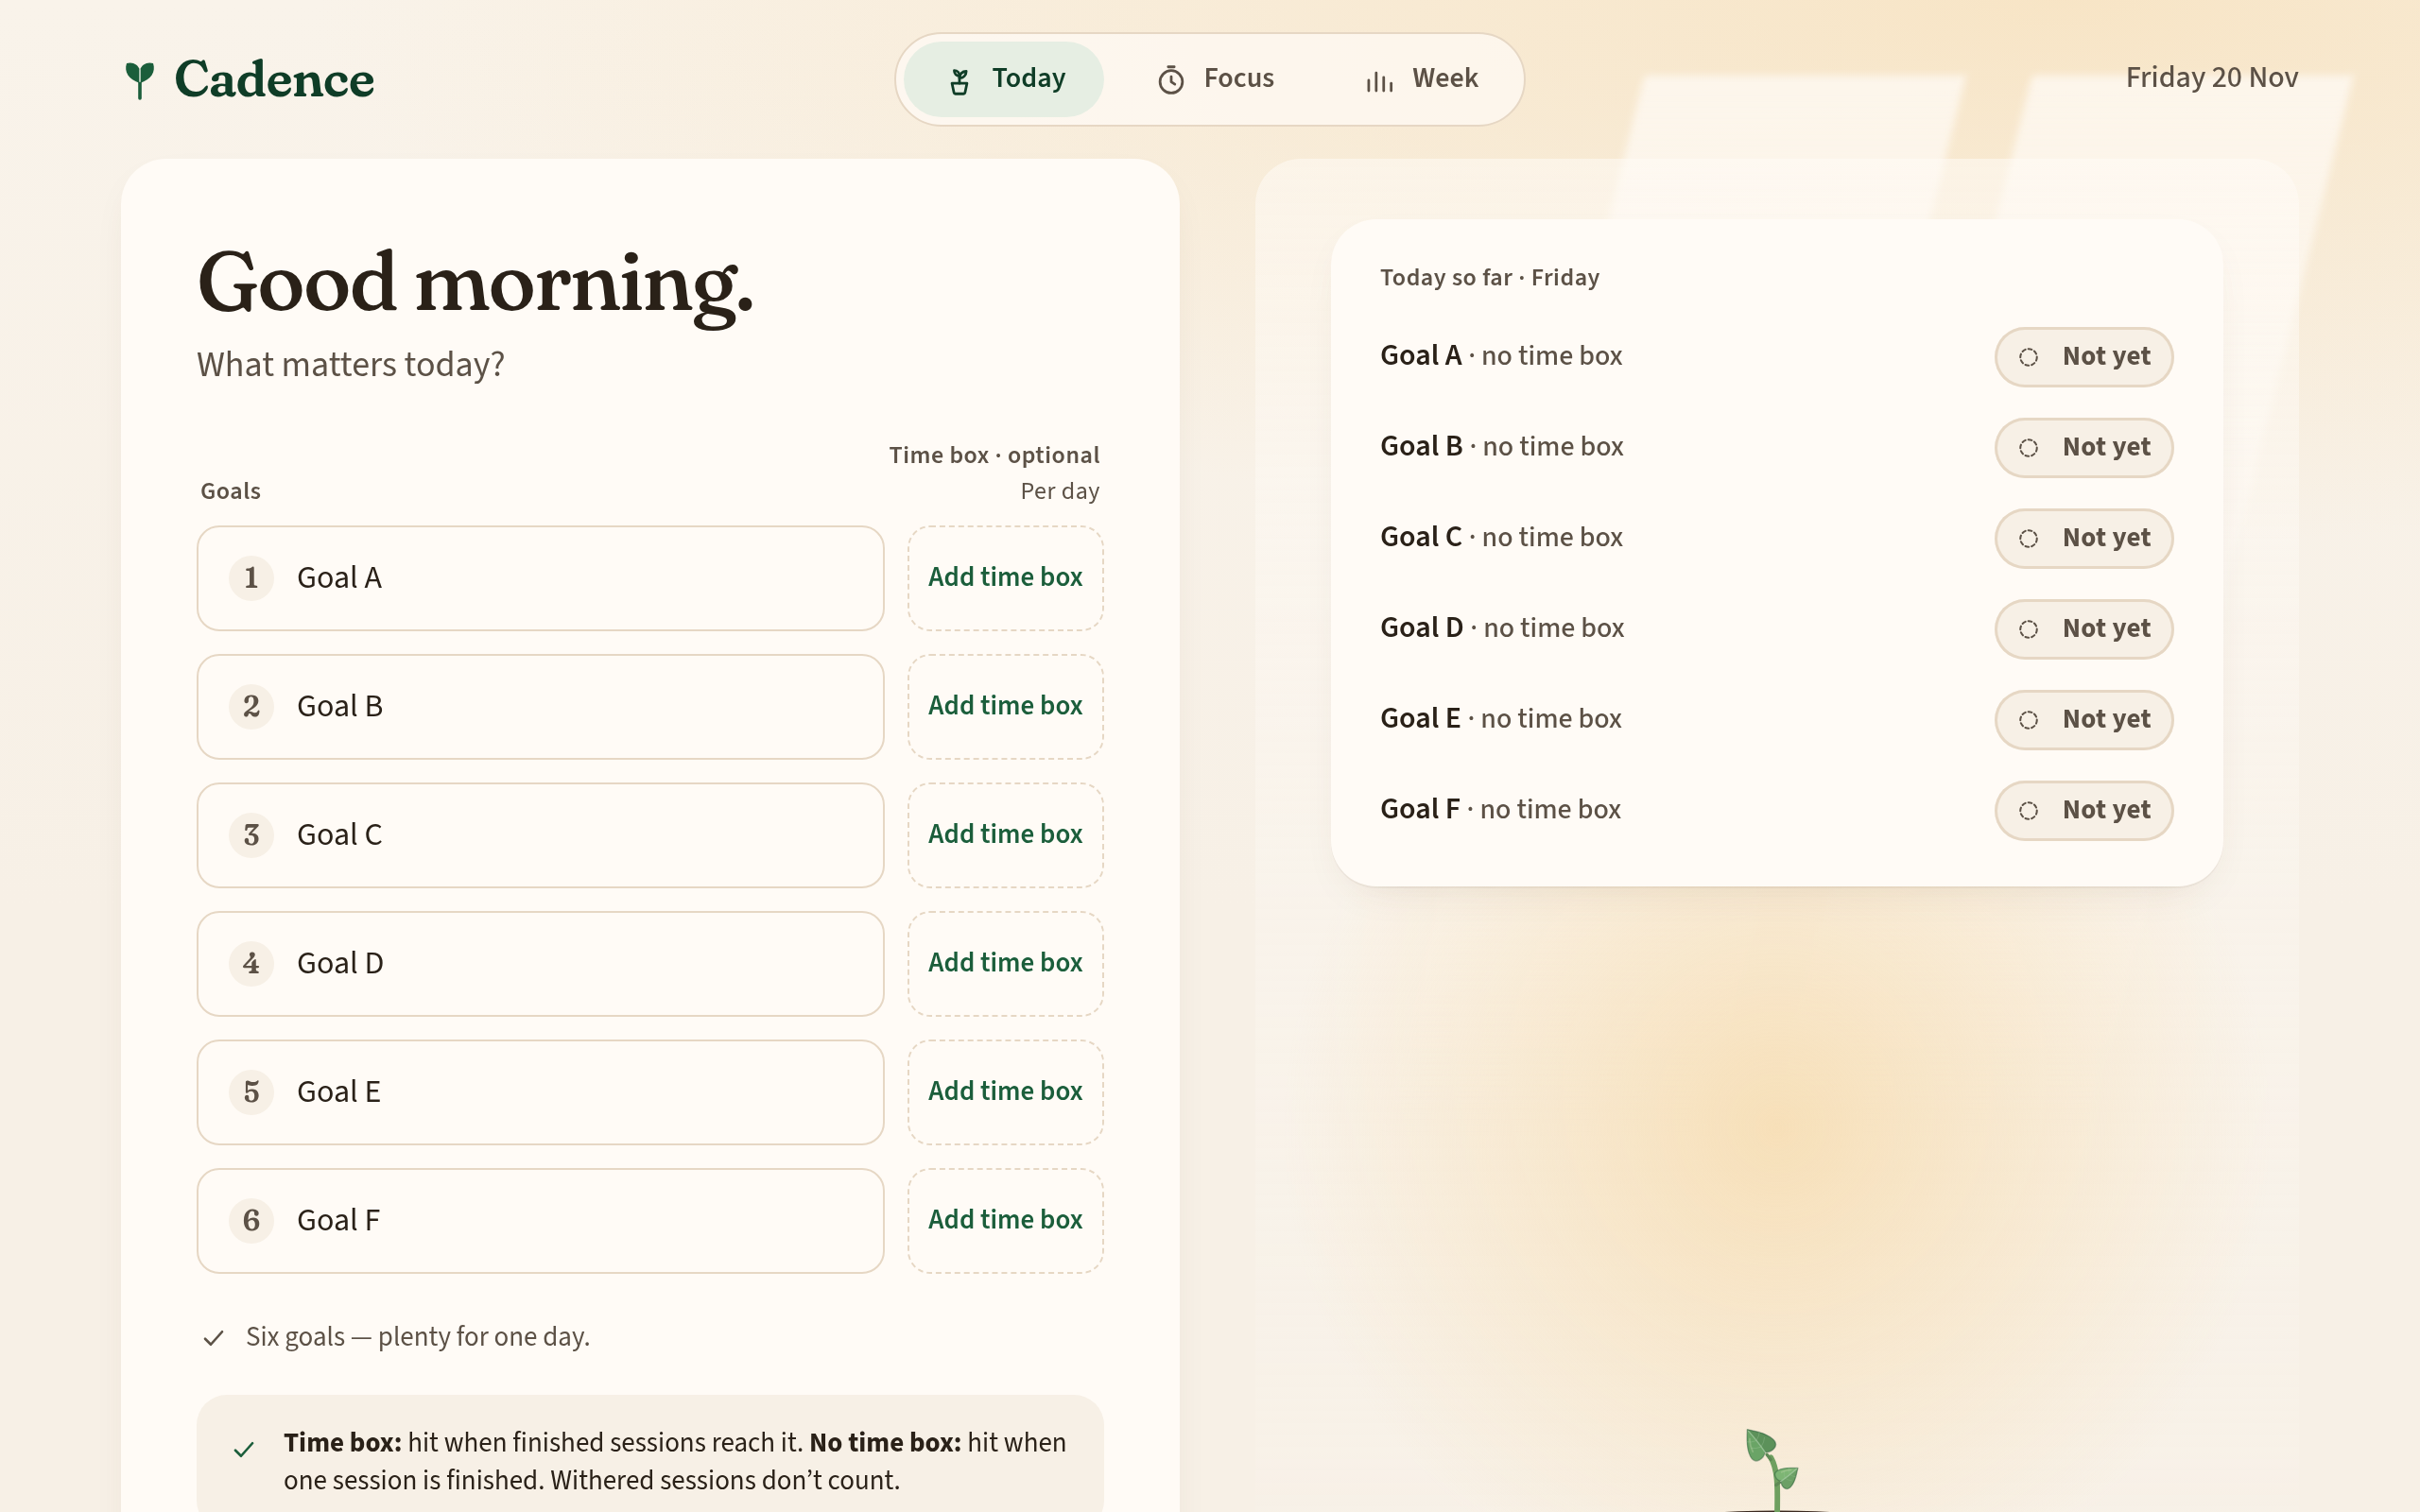 Cadence
Today
Focus
Week
Friday 20 Nov
Good morning.
What matters today?
Time box · optional
Goals
Per day
1 Goal A
Add time box
2 Goal B
Add time box
3 Goal C
Add time box
4 Goal D
Add time box
5 Goal E
Add time box
6 Goal F
Add time box
Six goals — plenty for one day.
Time box: hit when finished sessions reach it. No time box: hit when
one session is finished. Withered sessions don’t count.
Today so far · Friday
Goal A · no time box
Not yet
Goal B · no time box
Not yet
Goal C · no time box
Not yet
Goal D · no time box
Not yet
Goal E · no time box
Not yet
Goal F · no time box
Not yet